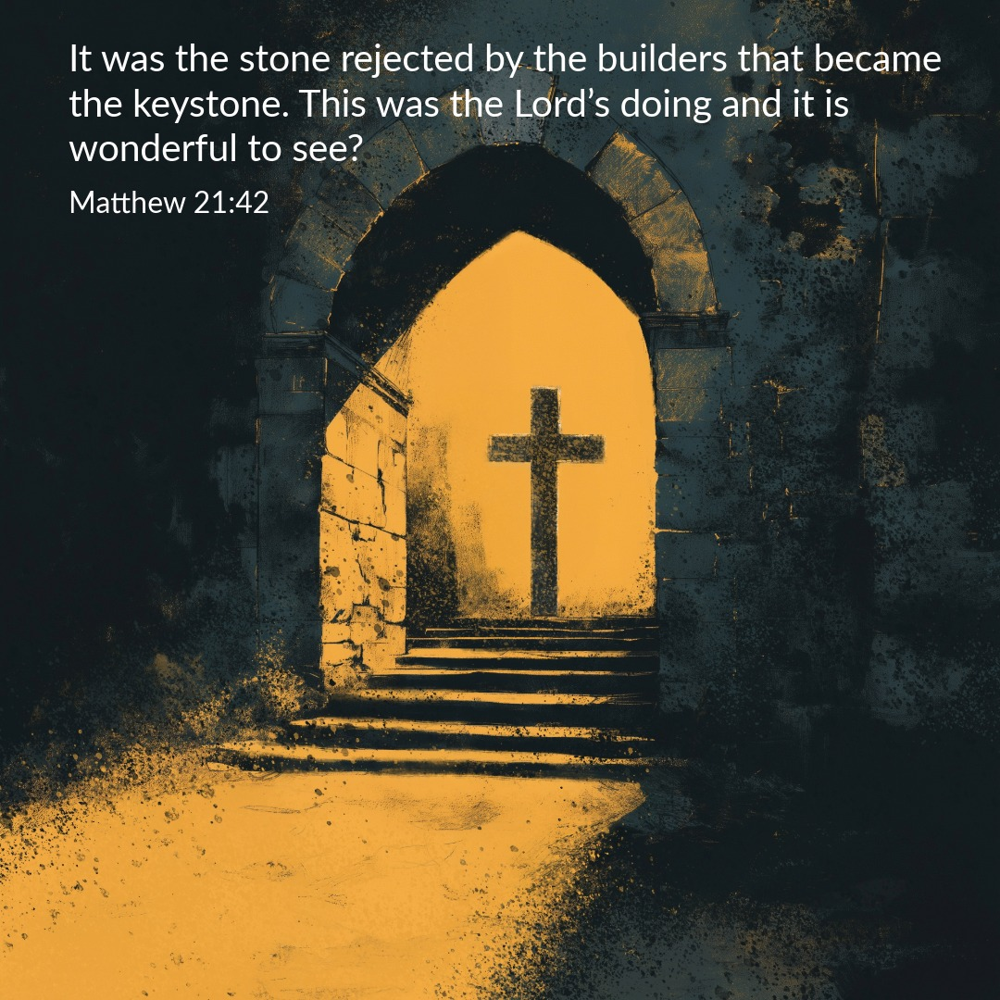 It was the stone rejected by the builders that became
the keystone. This was the Lord’s doing and it is
wonderful to see?
Matthew 21:42